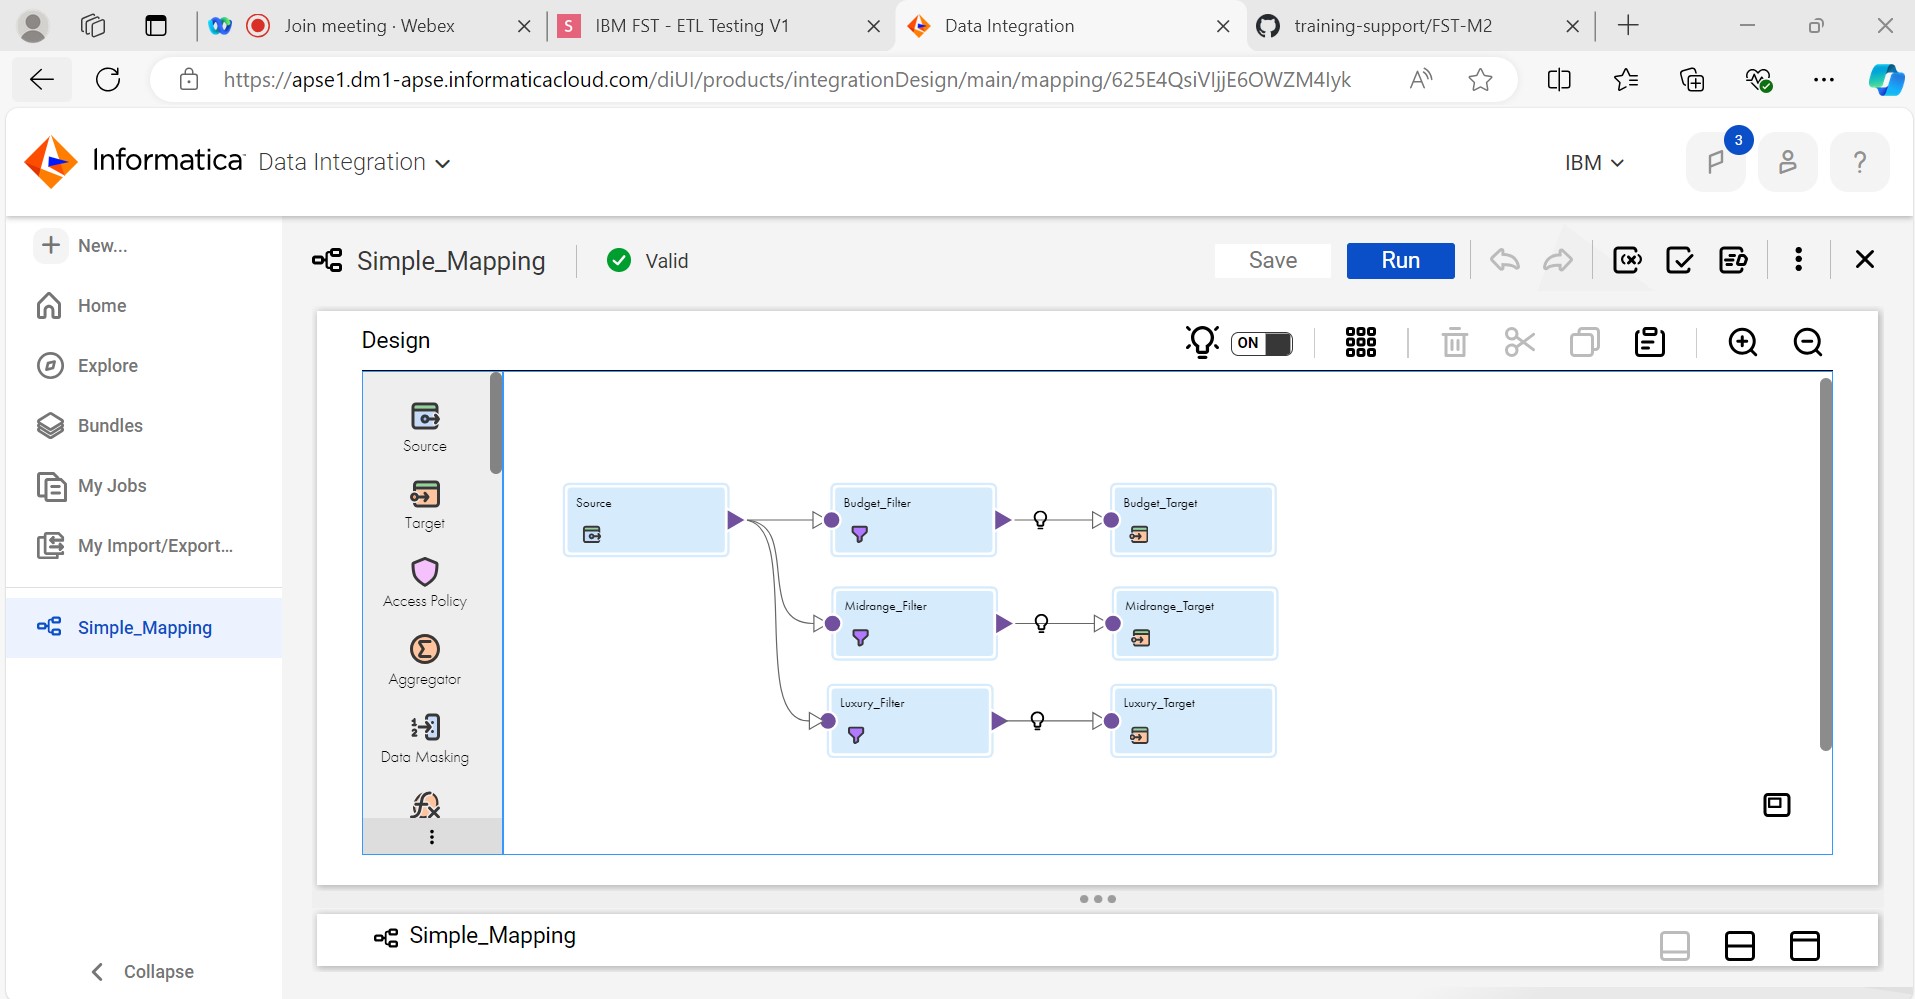 Join meeting · Webex
IBM FST - ETL Testing V1
Data Integration
training-support/FST-M2
https://apse1.dm1-apse.informaticacloud.com/diUI/products/integrationDesign/main/mapping/625E4QsiVIjjE6OWZM4Iyk
Informatica Data Integration
IBM
3
?
New...
Home
Explore
Bundles
My Jobs
My Import/Export...
Simple_Mapping
Collapse
Simple_Mapping
Valid
Save
Run
Design
ON
Source
Target
Access Policy
Aggregator
Data Masking
Source
Budget_Filter
Budget_Target
Midrange_Filter
Midrange_Target
Luxury_Filter
Luxury_Target
Simple_Mapping